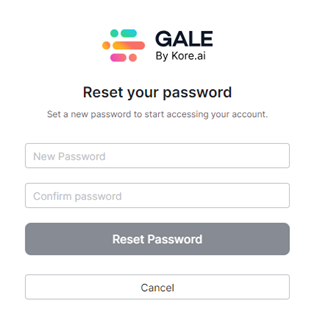 GALE
By Kore.ai
Reset your password
Set a new password to start accessing your account.
New Password
Confirm password
Reset Password
Cancel